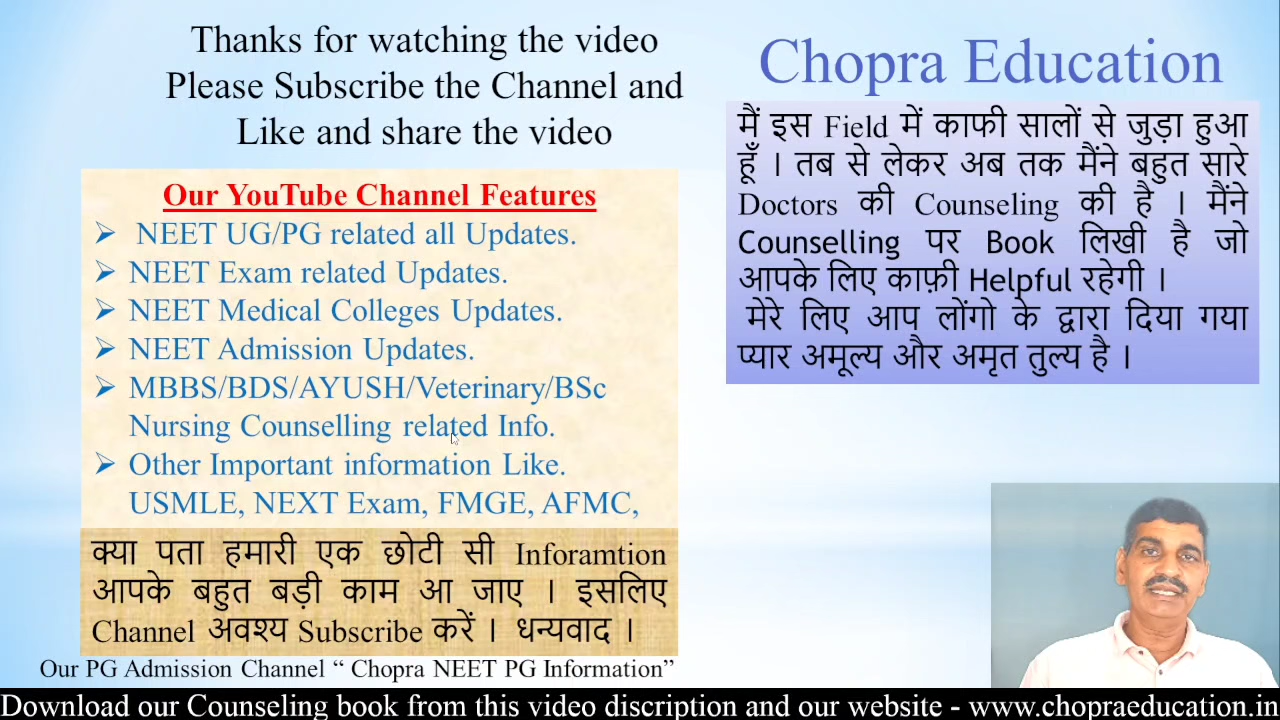 Thanks for watching the video
Please Subscribe the Channel and
Like and share the video
Our YouTube Channel Features
➢ NEET UG/PG related all Updates.
➢ NEET Exam related Updates.
➢ NEET Medical Colleges Updates.
➢ NEET Admission Updates.
➢ MBBS/BDS/AYUSH/Veterinary/BSc
Nursing Counselling related Info.
➢ Other Important information Like.
USMLE, NEXT Exam, FMGE, AFMC,
क्या पता हमारी एक छोटी सी Inforamtion
आपके बहुत बड़ी काम आ जाए । इसलिए
Channel अवश्य Subscribe करें । धन्यवाद ।
Our PG Admission Channel “ Chopra NEET PG Information”
Chopra Education
मैं इस Field में काफी सालों से जुड़ा हुआ
हूँ । तब से लेकर अब तक मैंने बहुत सारे
Doctors की Counseling की है । मैंने
Counselling पर Book लिखी है जो
आपके लिए काफ़ी Helpful रहेगी ।
मेरे लिए आप लोंगो के द्वारा दिया गया
प्यार अमूल्य और अमृत तुल्य है ।
Download our Counseling book from this video discription and our website - www.chopraeducation.in